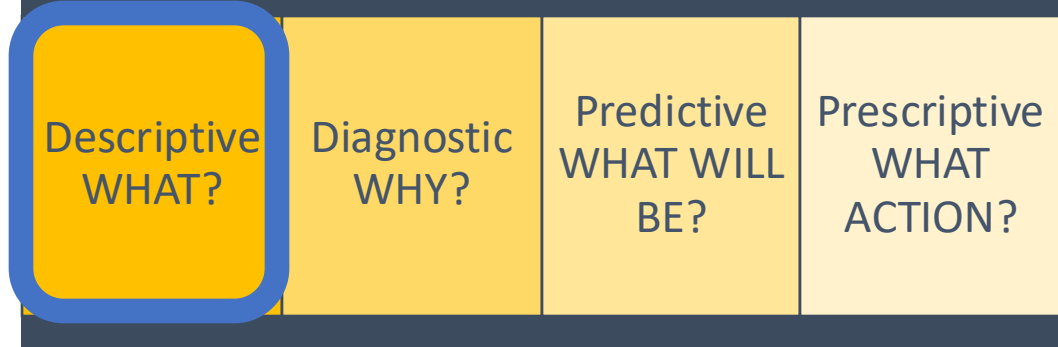 Descriptive
WHAT?
Diagnostic
WHY?
Predictive
WHAT WILL
BE?
Prescriptive
WHAT
ACTION?